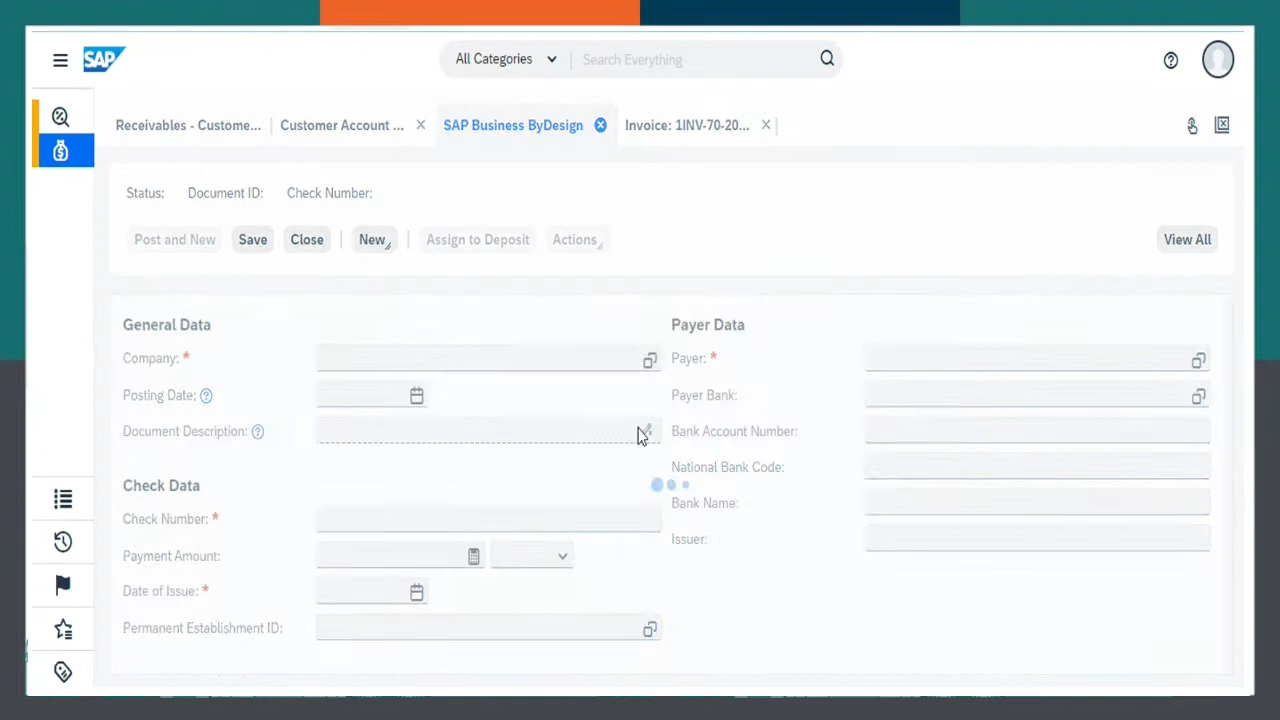 SAP
All Categories
Search Everything
Receivables - Custome...
Customer Account ...
SAP Business ByDesign
Invoice: 1INV-70-20...
Status:
Document ID:
Check Number:
Post and New
Save
Close
New
Assign to Deposit
Actions
View All
General Data
Payer Data
Company: *
Payer: *
Posting Date:
Payer Bank:
Document Description:
Bank Account Number:
National Bank Code:
Check Data
Bank Name:
Check Number: *
Issuer:
Payment Amount:
Date of Issue: *
Permanent Establishment ID: